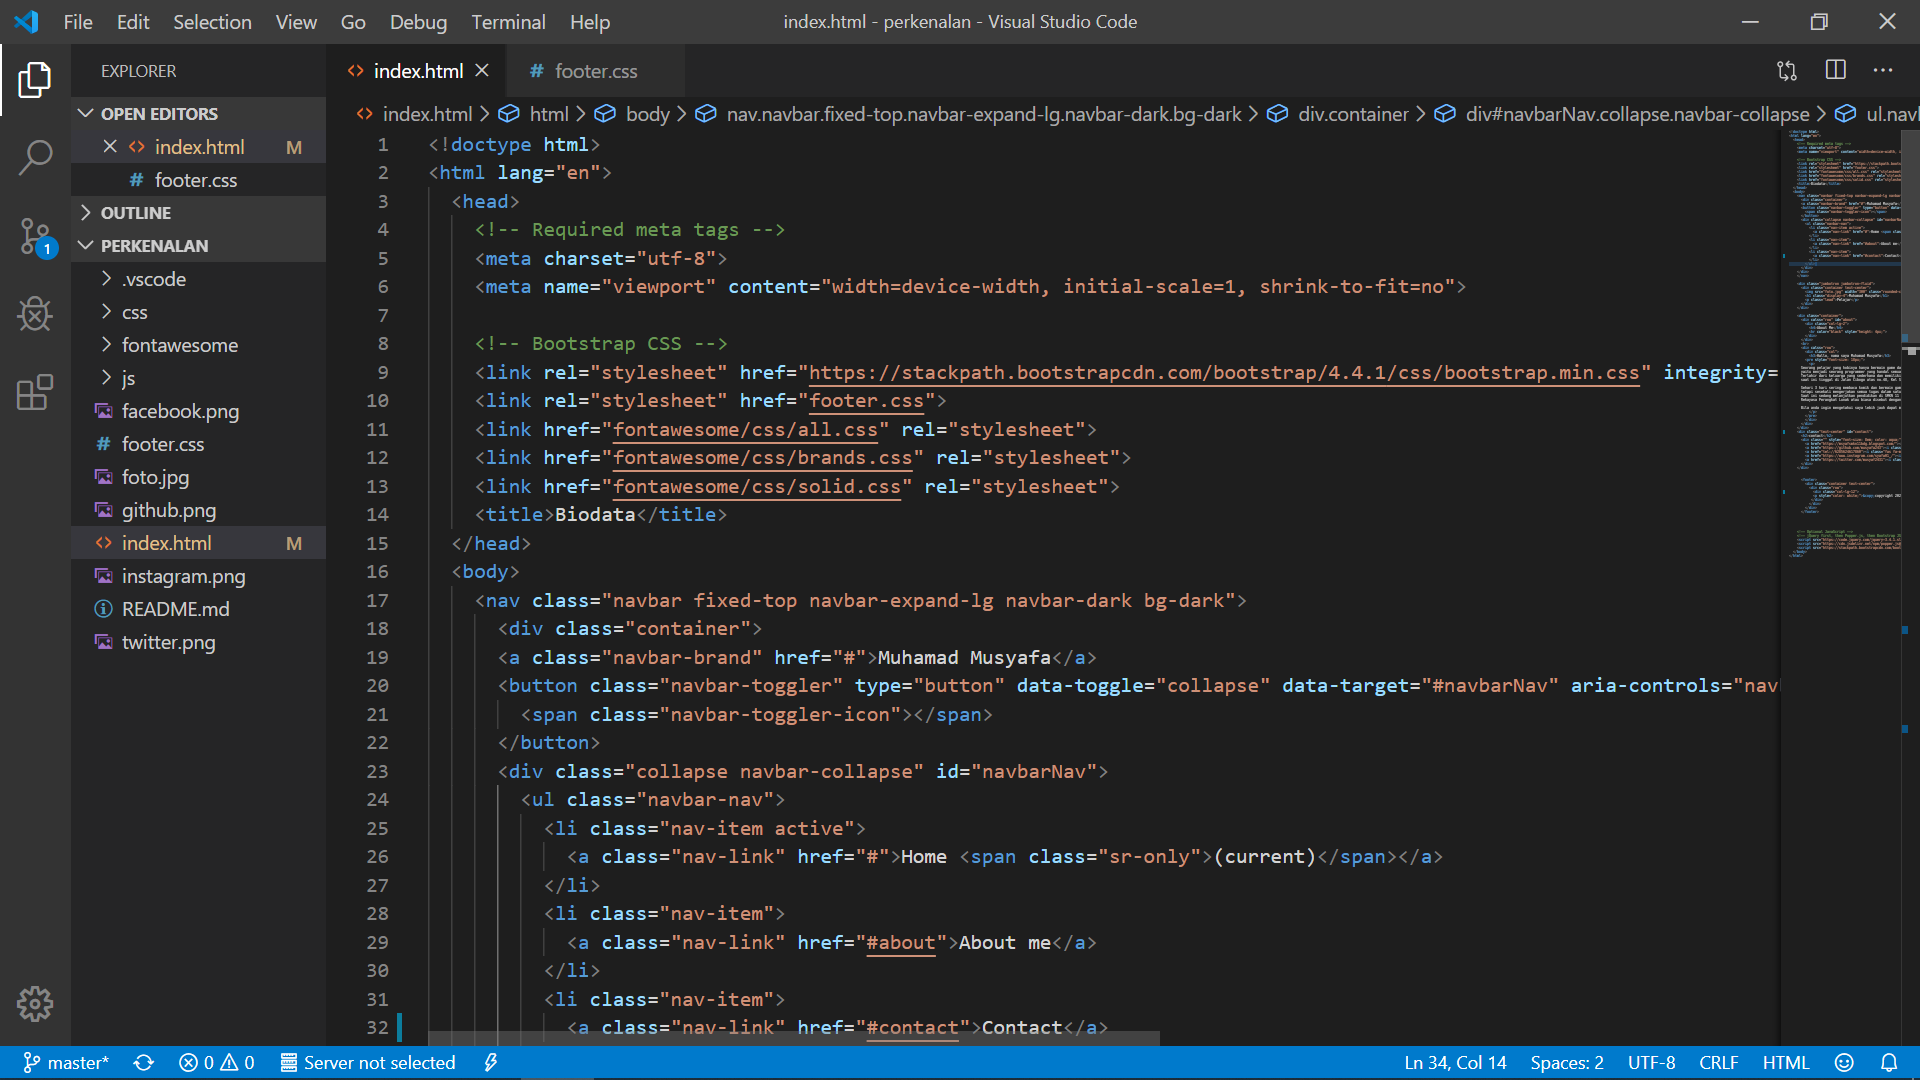 File Edit Selection View Go Debug Terminal Help
index.html - perkenalan - Visual Studio Code
EXPLORER
OPEN EDITORS
index.html M
footer.css
OUTLINE
PERKENALAN
.vscode
css
fontawesome
js
facebook.png
footer.css
foto.jpg
github.png
index.html M
instagram.png
README.md
twitter.png
1
index.html
footer.css
index.html > html > body > nav.navbar.fixed-top.navbar-expand-lg.navbar-dark.bg-dark > div.container > div#navbarNav.collapse.navbar-collapse > ul.navl
1 <!doctype html>
2 <html lang="en">
3 <head>
4 <!-- Required meta tags -->
5 <meta charset="utf-8">
6 <meta name="viewport" content="width=device-width, initial-scale=1, shrink-to-fit=no">
7
8 <!-- Bootstrap CSS -->
9 <link rel="stylesheet" href="https://stackpath.bootstrapcdn.com/bootstrap/4.4.1/css/bootstrap.min.css" integrity=
10 <link rel="stylesheet" href="footer.css">
11 <link href="fontawesome/css/all.css" rel="stylesheet">
12 <link href="fontawesome/css/brands.css" rel="stylesheet">
13 <link href="fontawesome/css/solid.css" rel="stylesheet">
14 <title>Biodata</title>
15 </head>
16 <body>
17 <nav class="navbar fixed-top navbar-expand-lg navbar-dark bg-dark">
18 <div class="container">
19 <a class="navbar-brand" href="#">Muhamad Musyafa</a>
20 <button class="navbar-toggler" type="button" data-toggle="collapse" data-target="#navbarNav" aria-controls="nav
21 <span class="navbar-toggler-icon"></span>
22 </button>
23 <div class="collapse navbar-collapse" id="navbarNav">
24 <ul class="navbar-nav">
25 <li class="nav-item active">
26 <a class="nav-link" href="#">Home <span class="sr-only">(current)</span></a>
27 </li>
28 <li class="nav-item">
29 <a class="nav-link" href="#about">About me</a>
30 </li>
31 <li class="nav-item">
32 <a class="nav-link" href="#contact">Contact</a>
master* 0 0 Server not selected
Ln 34, Col 14 Spaces: 2 UTF-8 CRLF HTML